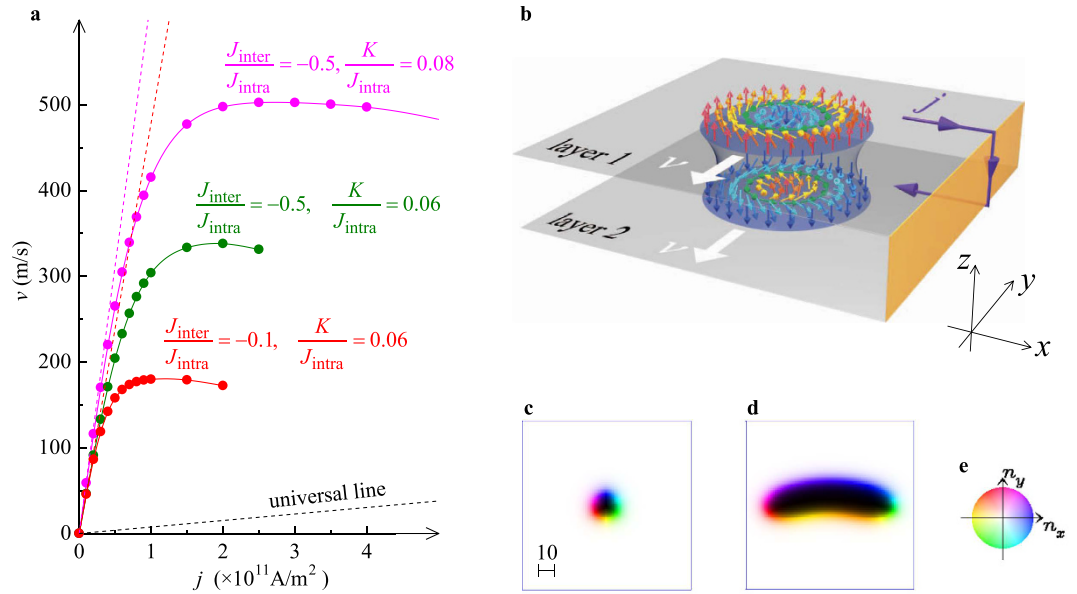 a
v (m/s)
500
400
300
200
100
0
J_inter/J_intra = −0.5, K/J_intra = 0.08
J_inter/J_intra = −0.5, K/J_intra = 0.06
J_inter/J_intra = −0.1, K/J_intra = 0.06
universal line
0 1 2 3 4
j (×10^11 A/m^2)
b
j
layer 1
v
layer 2
v
z
y
x
c
10
d
e
n_y
n_x